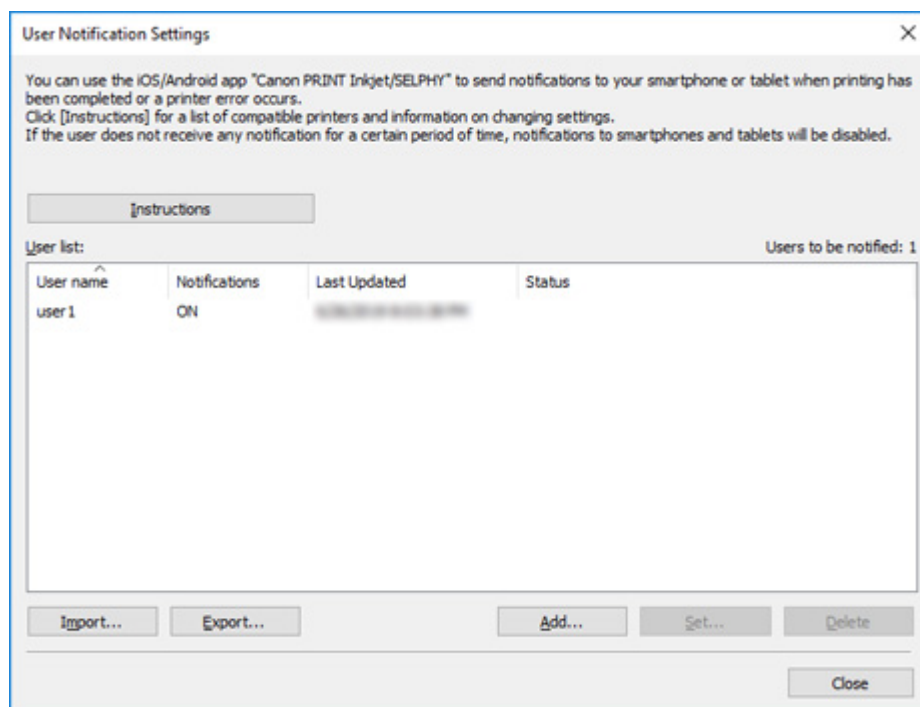 User Notification Settings
You can use the iOS/Android app "Canon PRINT Inkjet/SELPHY" to send notifications to your smartphone or tablet when printing has
been completed or a printer error occurs.
Click [Instructions] for a list of compatible printers and information on changing settings.
If the user does not receive any notification for a certain period of time, notifications to smartphones and tablets will be disabled.
Instructions
User list: Users to be notified: 1
User name Notifications Last Updated Status
user1 ON
Import... Export... Add... Set... Delete
Close